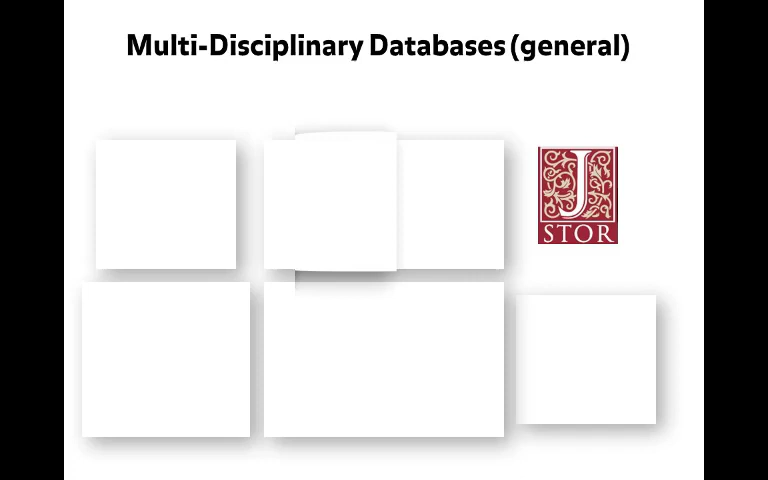 Multi-Disciplinary Databases (general)
J
STOR